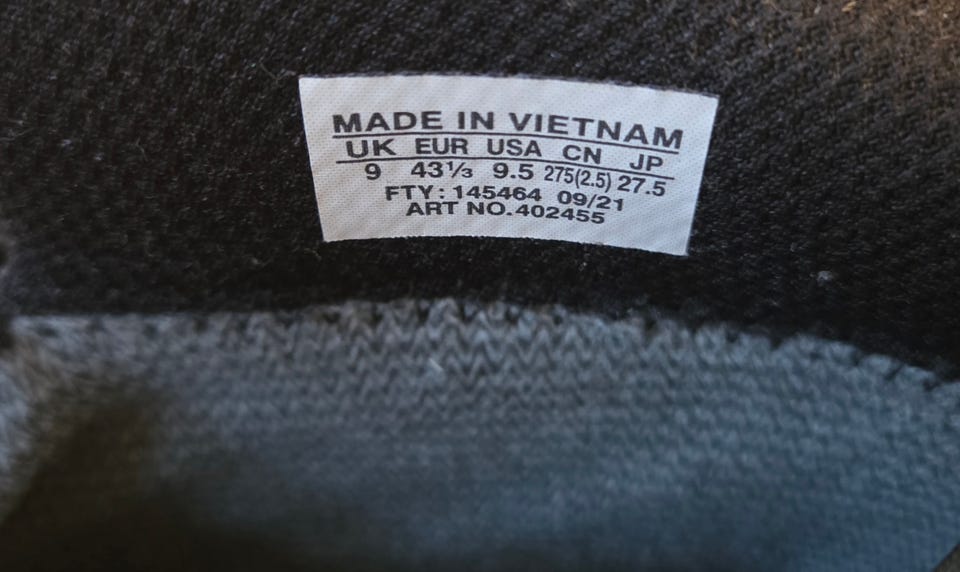 MADE IN VIETNAM
UK EUR USA CN JP
9 43⅓ 9.5 275(2.5) 27.5
FTY: 145464 09/21
ART NO.402455